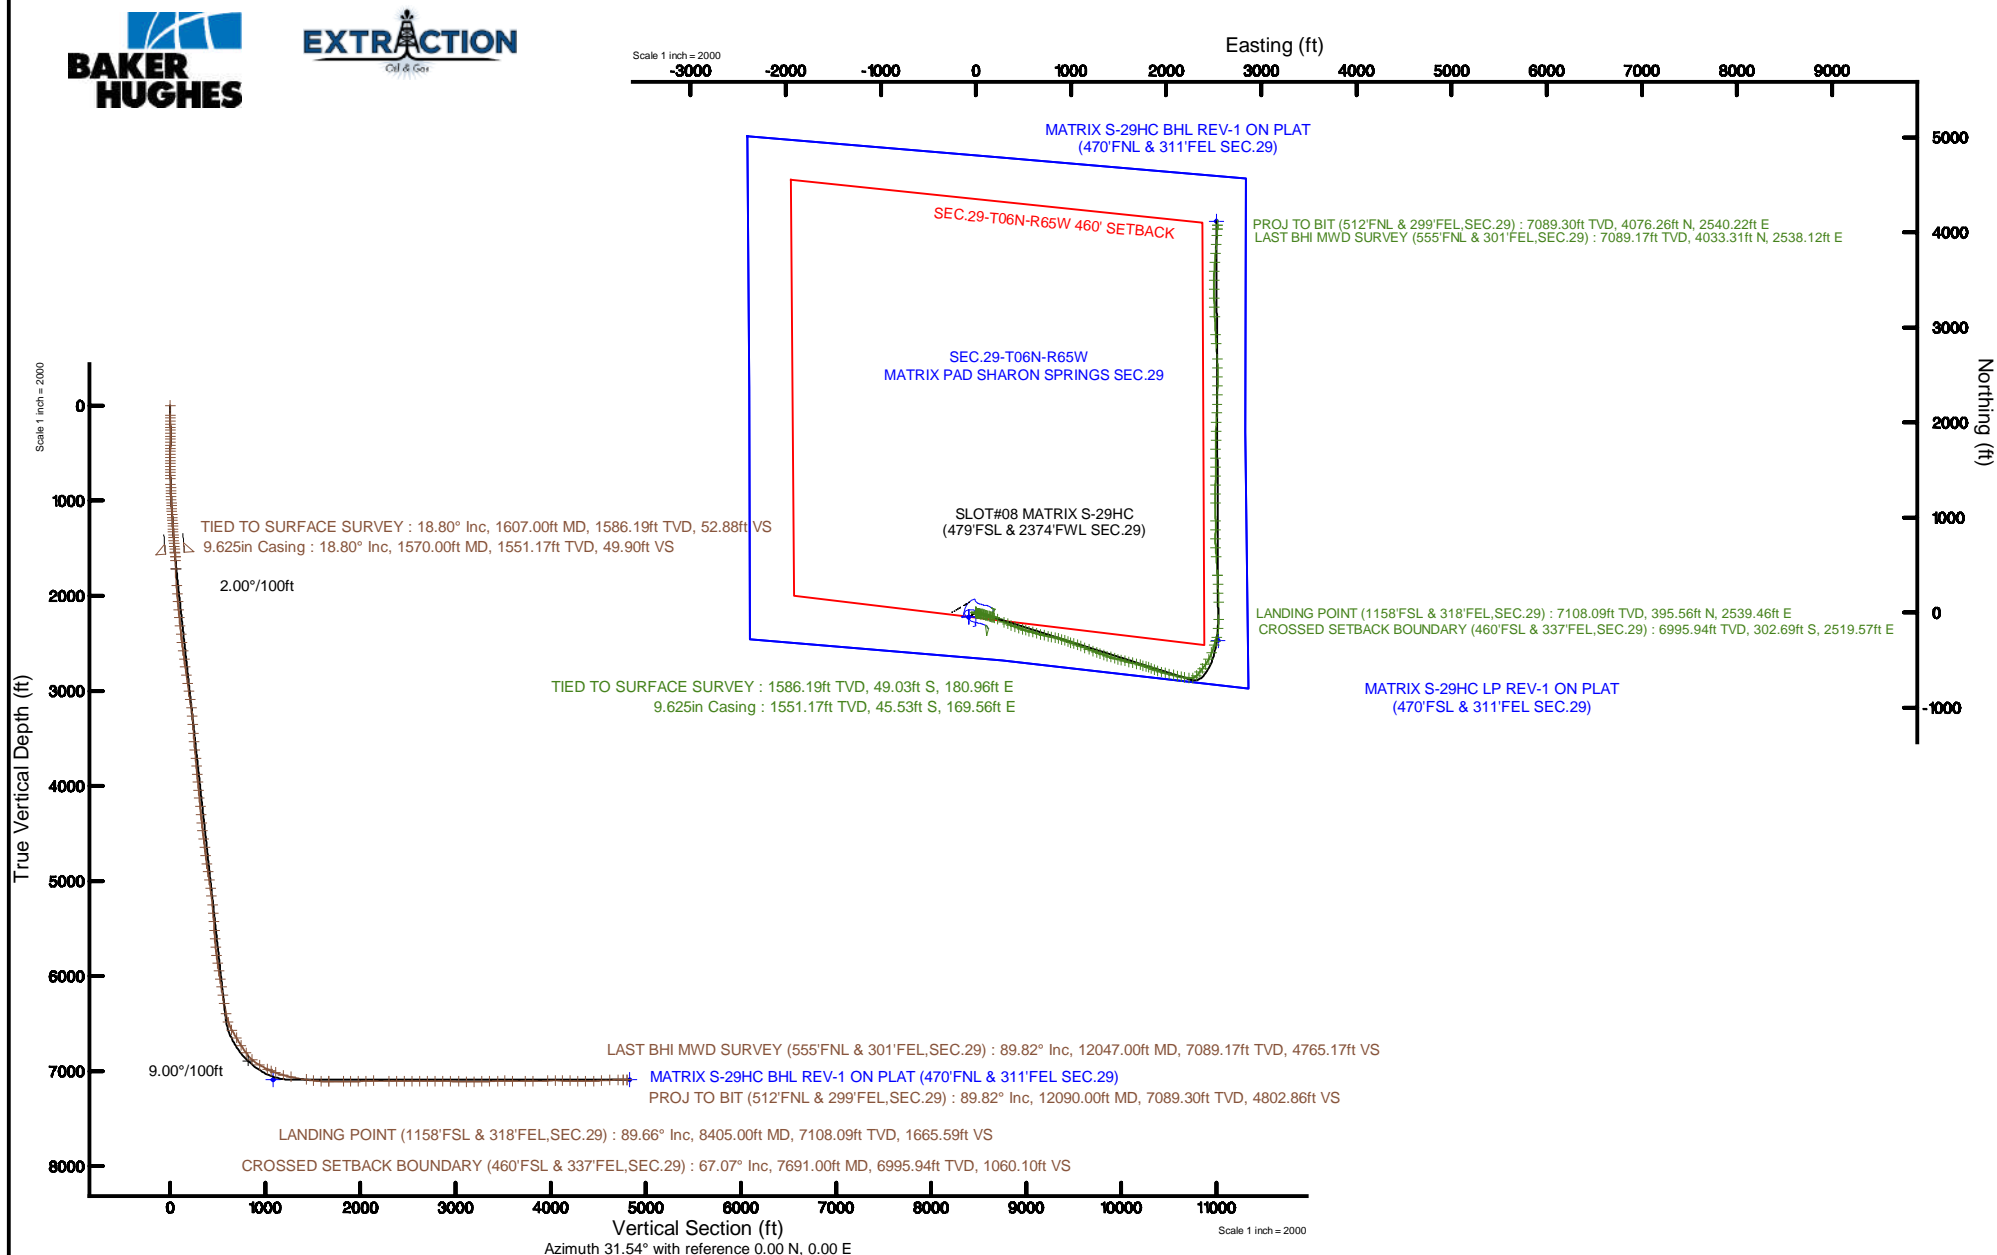 BAKER
HUGHES
EXTRACTION
Oil & Gas
Scale 1 inch = 2000
Easting (ft)
-3000 -2000 -1000 0 1000 2000 3000 4000 5000 6000 7000 8000 9000
MATRIX S-29HC BHL REV-1 ON PLAT
(470'FNL & 311'FEL SEC.29)
5000
4000
3000
2000
1000
0
-1000
Northing (ft)
SEC.29-T06N-R65W 460' SETBACK
PROJ TO BIT (512'FNL & 299'FEL,SEC.29) : 7089.30ft TVD, 4076.26ft N, 2540.22ft E
LAST BHI MWD SURVEY (555'FNL & 301'FEL,SEC.29) : 7089.17ft TVD, 4033.31ft N, 2538.12ft E
SEC.29-T06N-R65W
MATRIX PAD SHARON SPRINGS SEC.29
SLOT#08 MATRIX S-29HC
(479'FSL & 2374'FWL SEC.29)
LANDING POINT (1158'FSL & 318'FEL,SEC.29) : 7108.09ft TVD, 395.56ft N, 2539.46ft E
CROSSED SETBACK BOUNDARY (460'FSL & 337'FEL,SEC.29) : 6995.94ft TVD, 302.69ft S, 2519.57ft E
TIED TO SURFACE SURVEY : 1586.19ft TVD, 49.03ft S, 180.96ft E
9.625in Casing : 1551.17ft TVD, 45.53ft S, 169.56ft E
MATRIX S-29HC LP REV-1 ON PLAT
(470'FSL & 311'FEL SEC.29)
Scale 1 inch = 2000
True Vertical Depth (ft)
0
1000
2000
3000
4000
5000
6000
7000
8000
TIED TO SURFACE SURVEY : 18.80° Inc, 1607.00ft MD, 1586.19ft TVD, 52.88ft VS
9.625in Casing : 18.80° Inc, 1570.00ft MD, 1551.17ft TVD, 49.90ft VS
2.00°/100ft
9.00°/100ft
LAST BHI MWD SURVEY (555'FNL & 301'FEL,SEC.29) : 89.82° Inc, 12047.00ft MD, 7089.17ft TVD, 4765.17ft VS
MATRIX S-29HC BHL REV-1 ON PLAT (470'FNL & 311'FEL SEC.29)
PROJ TO BIT (512'FNL & 299'FEL,SEC.29) : 89.82° Inc, 12090.00ft MD, 7089.30ft TVD, 4802.86ft VS
LANDING POINT (1158'FSL & 318'FEL,SEC.29) : 89.66° Inc, 8405.00ft MD, 7108.09ft TVD, 1665.59ft VS
CROSSED SETBACK BOUNDARY (460'FSL & 337'FEL,SEC.29) : 67.07° Inc, 7691.00ft MD, 6995.94ft TVD, 1060.10ft VS
0 1000 2000 3000 4000 5000 6000 7000 8000 9000 10000 11000
Vertical Section (ft)
Scale 1 inch = 2000
Azimuth 31.54° with reference 0.00 N, 0.00 E